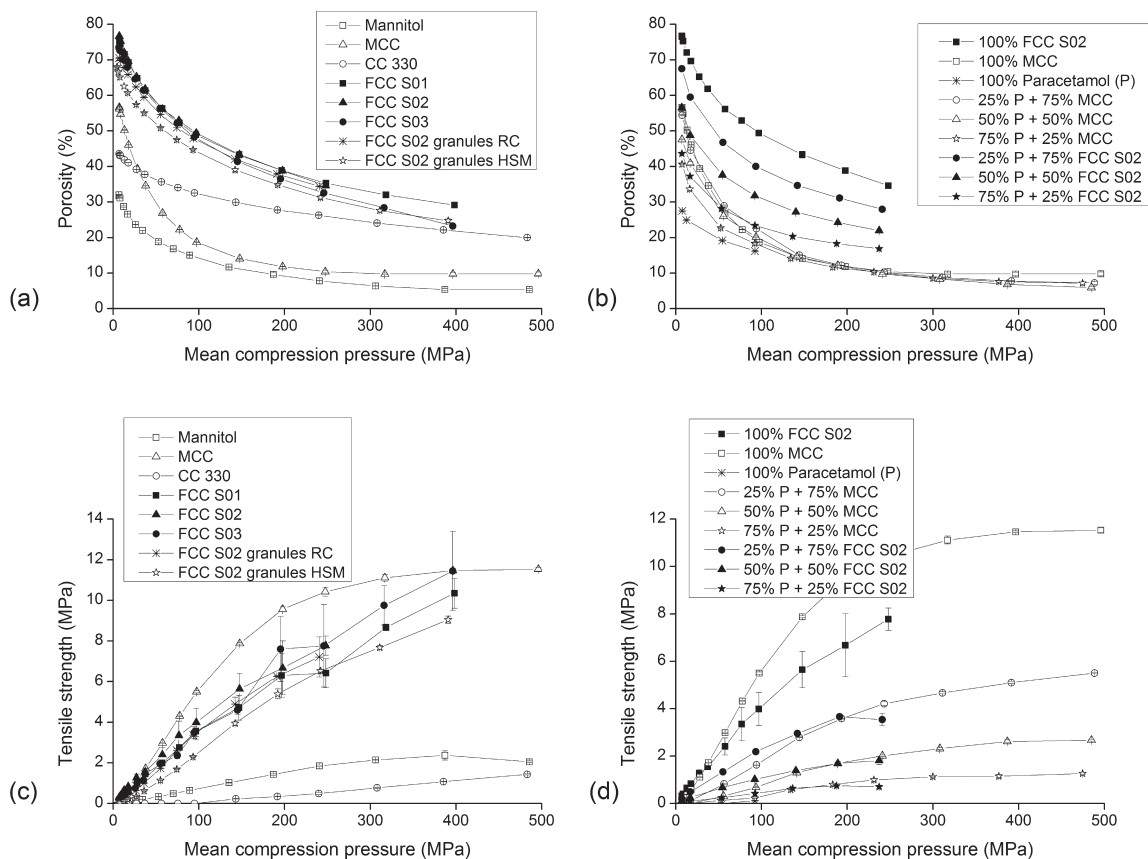 80
70
60
50
40
30
20
10
0
Porosity (%)
Mannitol
MCC
CC 330
FCC S01
FCC S02
FCC S03
FCC S02 granules RC
FCC S02 granules HSM
0 100 200 300 400 500
Mean compression pressure (MPa)
(a)
80
70
60
50
40
30
20
10
0
Porosity (%)
100% FCC S02
100% MCC
100% Paracetamol (P)
25% P + 75% MCC
50% P + 50% MCC
75% P + 25% MCC
25% P + 75% FCC S02
50% P + 50% FCC S02
75% P + 25% FCC S02
0 100 200 300 400 500
Mean compression pressure (MPa)
(b)
Mannitol
MCC
CC 330
FCC S01
FCC S02
FCC S03
FCC S02 granules RC
FCC S02 granules HSM
14
12
10
8
6
4
2
0
Tensile strength (MPa)
0 100 200 300 400 500
Mean compression pressure (MPa)
(c)
100% FCC S02
100% MCC
100% Paracetamol (P)
25% P + 75% MCC
50% P + 50% MCC
75% P + 25% MCC
25% P + 75% FCC S02
50% P + 50% FCC S02
75% P + 25% FCC S02
12
10
8
6
4
2
0
Tensile strength (MPa)
0 100 200 300 400 500
Mean compression pressure (MPa)
(d)